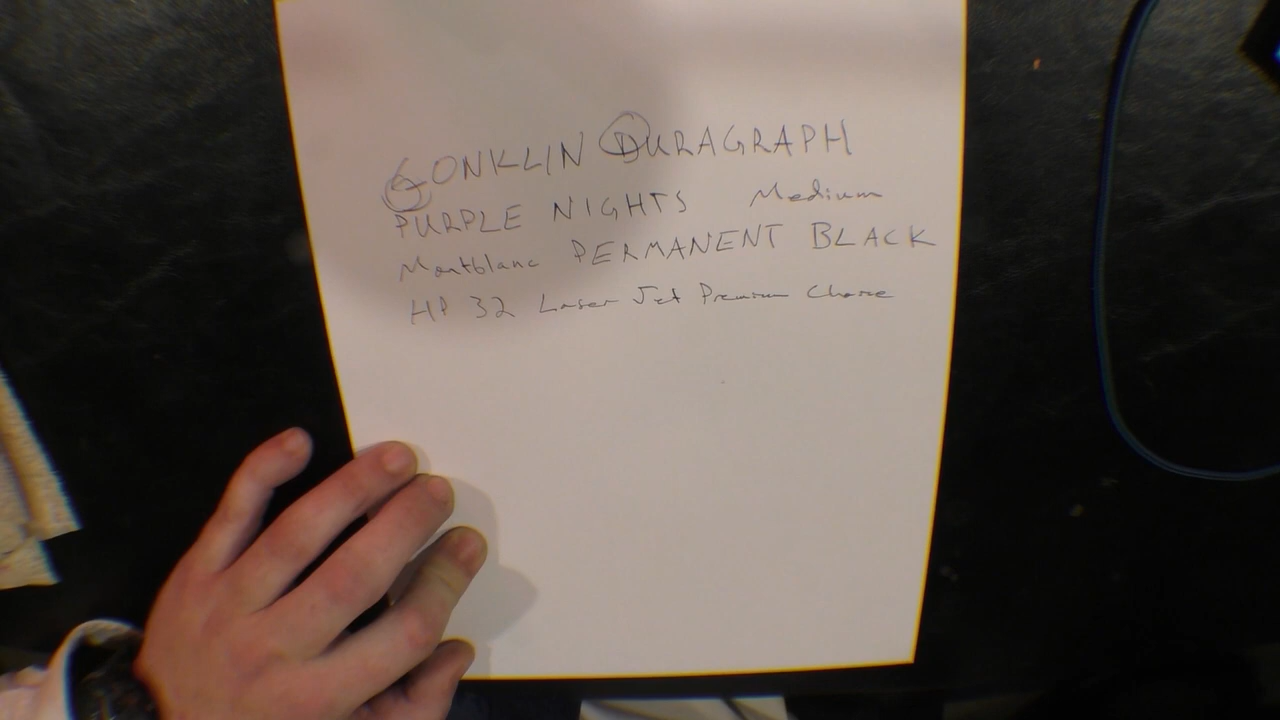 CONKLIN DURAGRAPH
PURPLE NIGHTS Medium
Montblanc PERMANENT BLACK
HP 32 Laser Jet Premium Choice